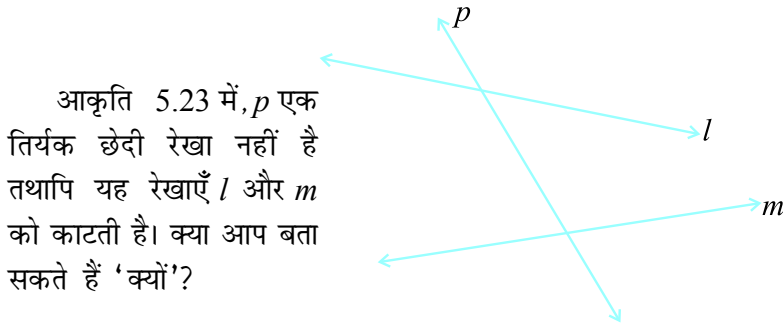 आकृति 5.23 में, p एक
तिर्यक छेदी रेखा नहीं है
तथापि यह रेखाएँ l और m
को काटती है। क्या आप बता
सकते हैं ‘क्यों’?
p
l
m